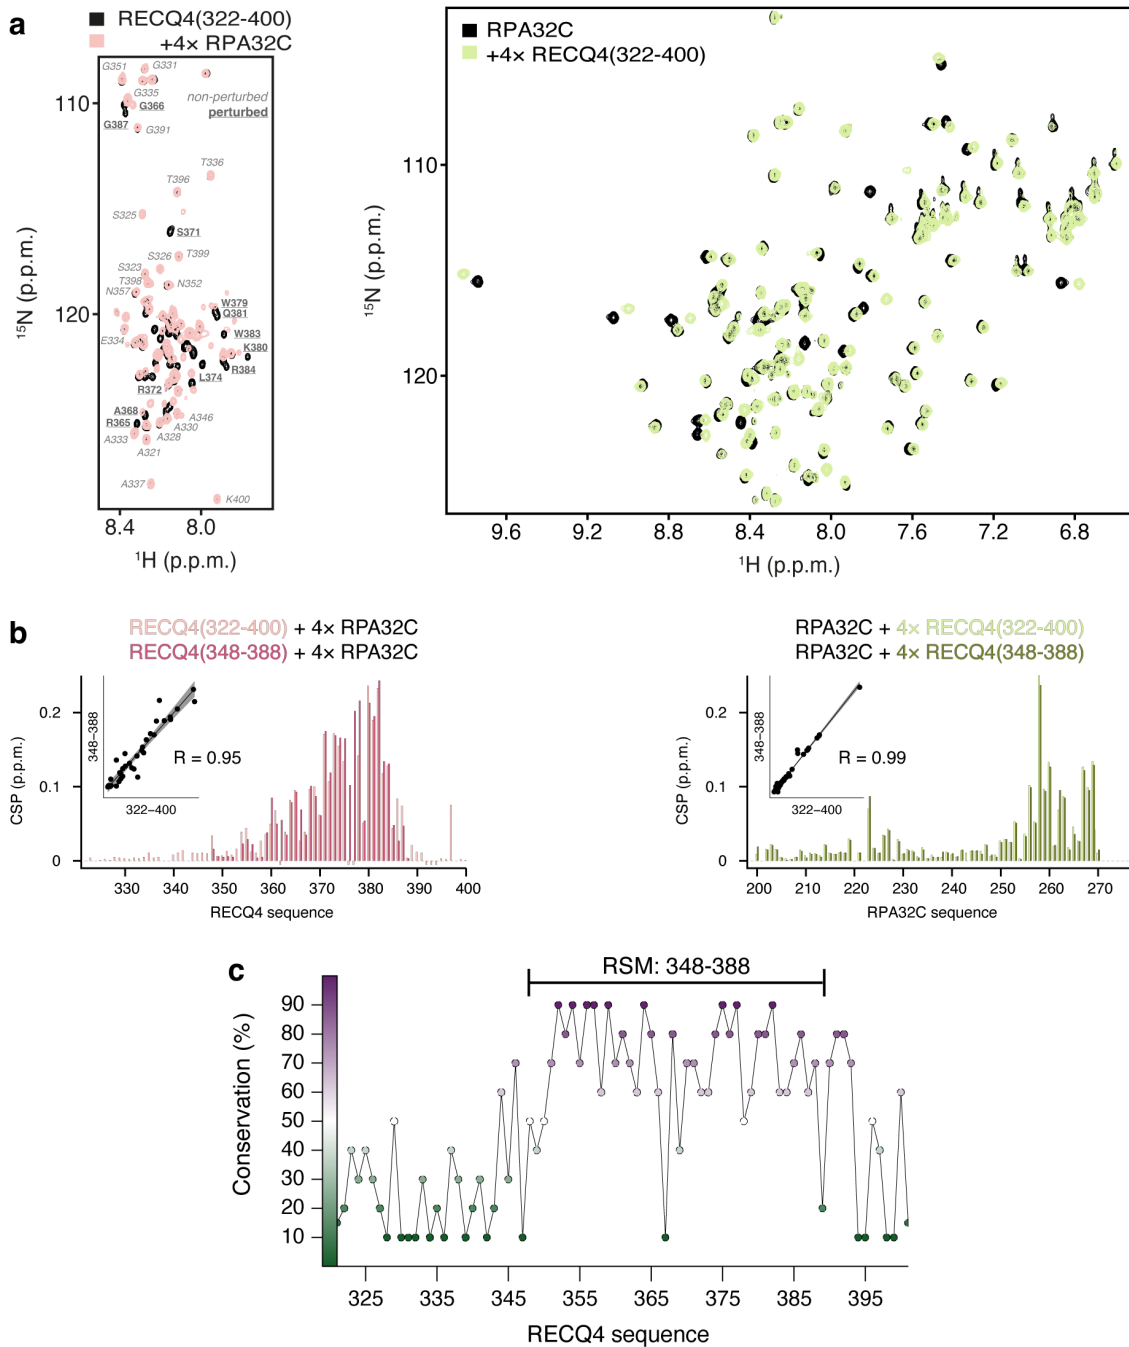 a
RECQ4(322-400)
+4× RPA32C
G351
G331
G335
G366
G387
G391
non-perturbed
perturbed
110
T336
T396
S325
S371
S323
S326
T399
T398
N352
N357
W379
Q381
120
W383
E334
K380
R384
L374
R372
A368
A346
R365
A330
A333
A328
A321
A337
K400
8.4
8.0
¹H (p.p.m.)
¹⁵N (p.p.m.)
RPA32C
+4× RECQ4(322-400)
110
120
¹⁵N (p.p.m.)
9.6
9.2
8.8
8.4
8.0
7.6
7.2
6.8
¹H (p.p.m.)
b
RECQ4(322-400) + 4× RPA32C
RECQ4(348-388) + 4× RPA32C
0.2
0.1
0
CSP (p.p.m.)
348−388
322−400
R = 0.95
330
340
350
360
370
380
390
400
RECQ4 sequence
RPA32C + 4× RECQ4(322-400)
RPA32C + 4× RECQ4(348-388)
0.2
0.1
0
CSP (p.p.m.)
348−388
322−400
R = 0.99
200
210
220
230
240
250
260
270
RPA32C sequence
c
RSM: 348-388
90
80
70
60
50
40
30
20
10
Conservation (%)
325
335
345
355
365
375
385
395
RECQ4 sequence